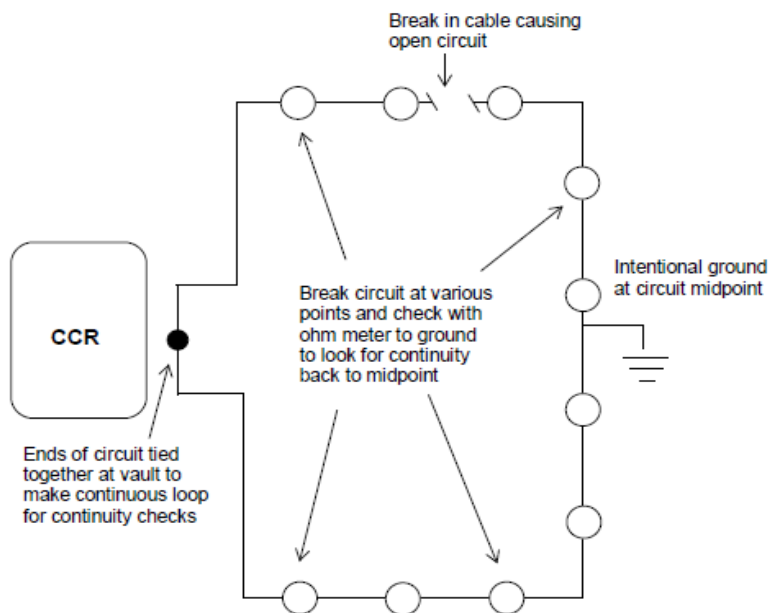 Break in cable causing
open circuit
CCR
Intentional ground
at circuit midpoint
Break circuit at various
points and check with
ohm meter to ground
to look for continuity
back to midpoint
Ends of circuit tied
together at vault to
make continuous loop
for continuity checks